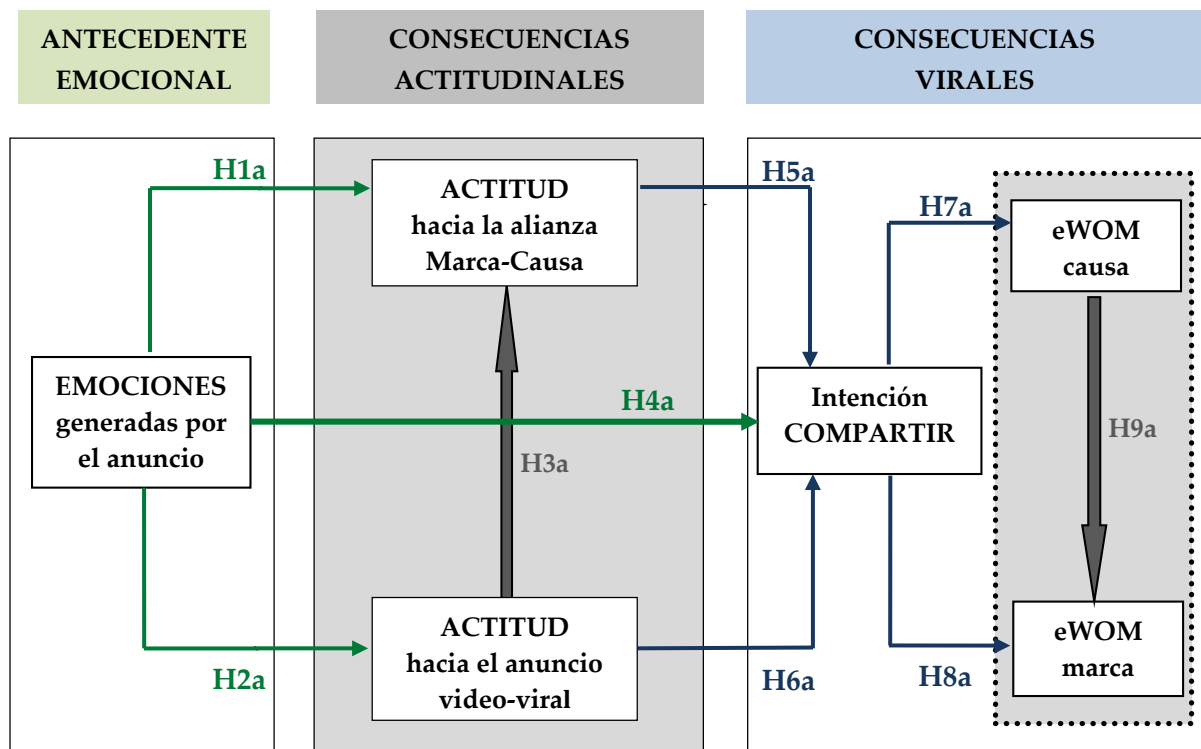 ANTECEDENTE
EMOCIONAL
CONSECUENCIAS
ACTITUDINALES
CONSECUENCIAS
VIRALES
H1a
ACTITUD
hacia la alianza
Marca-Causa
H5a
H7a
eWOM
causa
EMOCIONES
generadas por
el anuncio
H4a
H3a
Intención
COMPARTIR
H9a
H2a
ACTITUD
hacia el anuncio
video-viral
H6a
H8a
eWOM
marca